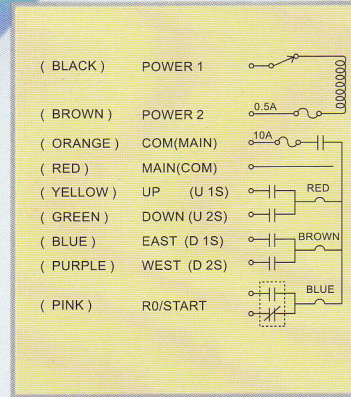 ( BLACK ) POWER 1
0.5A
( BROWN ) POWER 2
10A
( ORANGE ) COM(MAIN)
( RED ) MAIN(COM)
( YELLOW ) UP (U 1S) RED
( GREEN ) DOWN (U 2S)
( BLUE ) EAST (D 1S) BROWN
( PURPLE ) WEST (D 2S)
( PINK ) R0/START BLUE